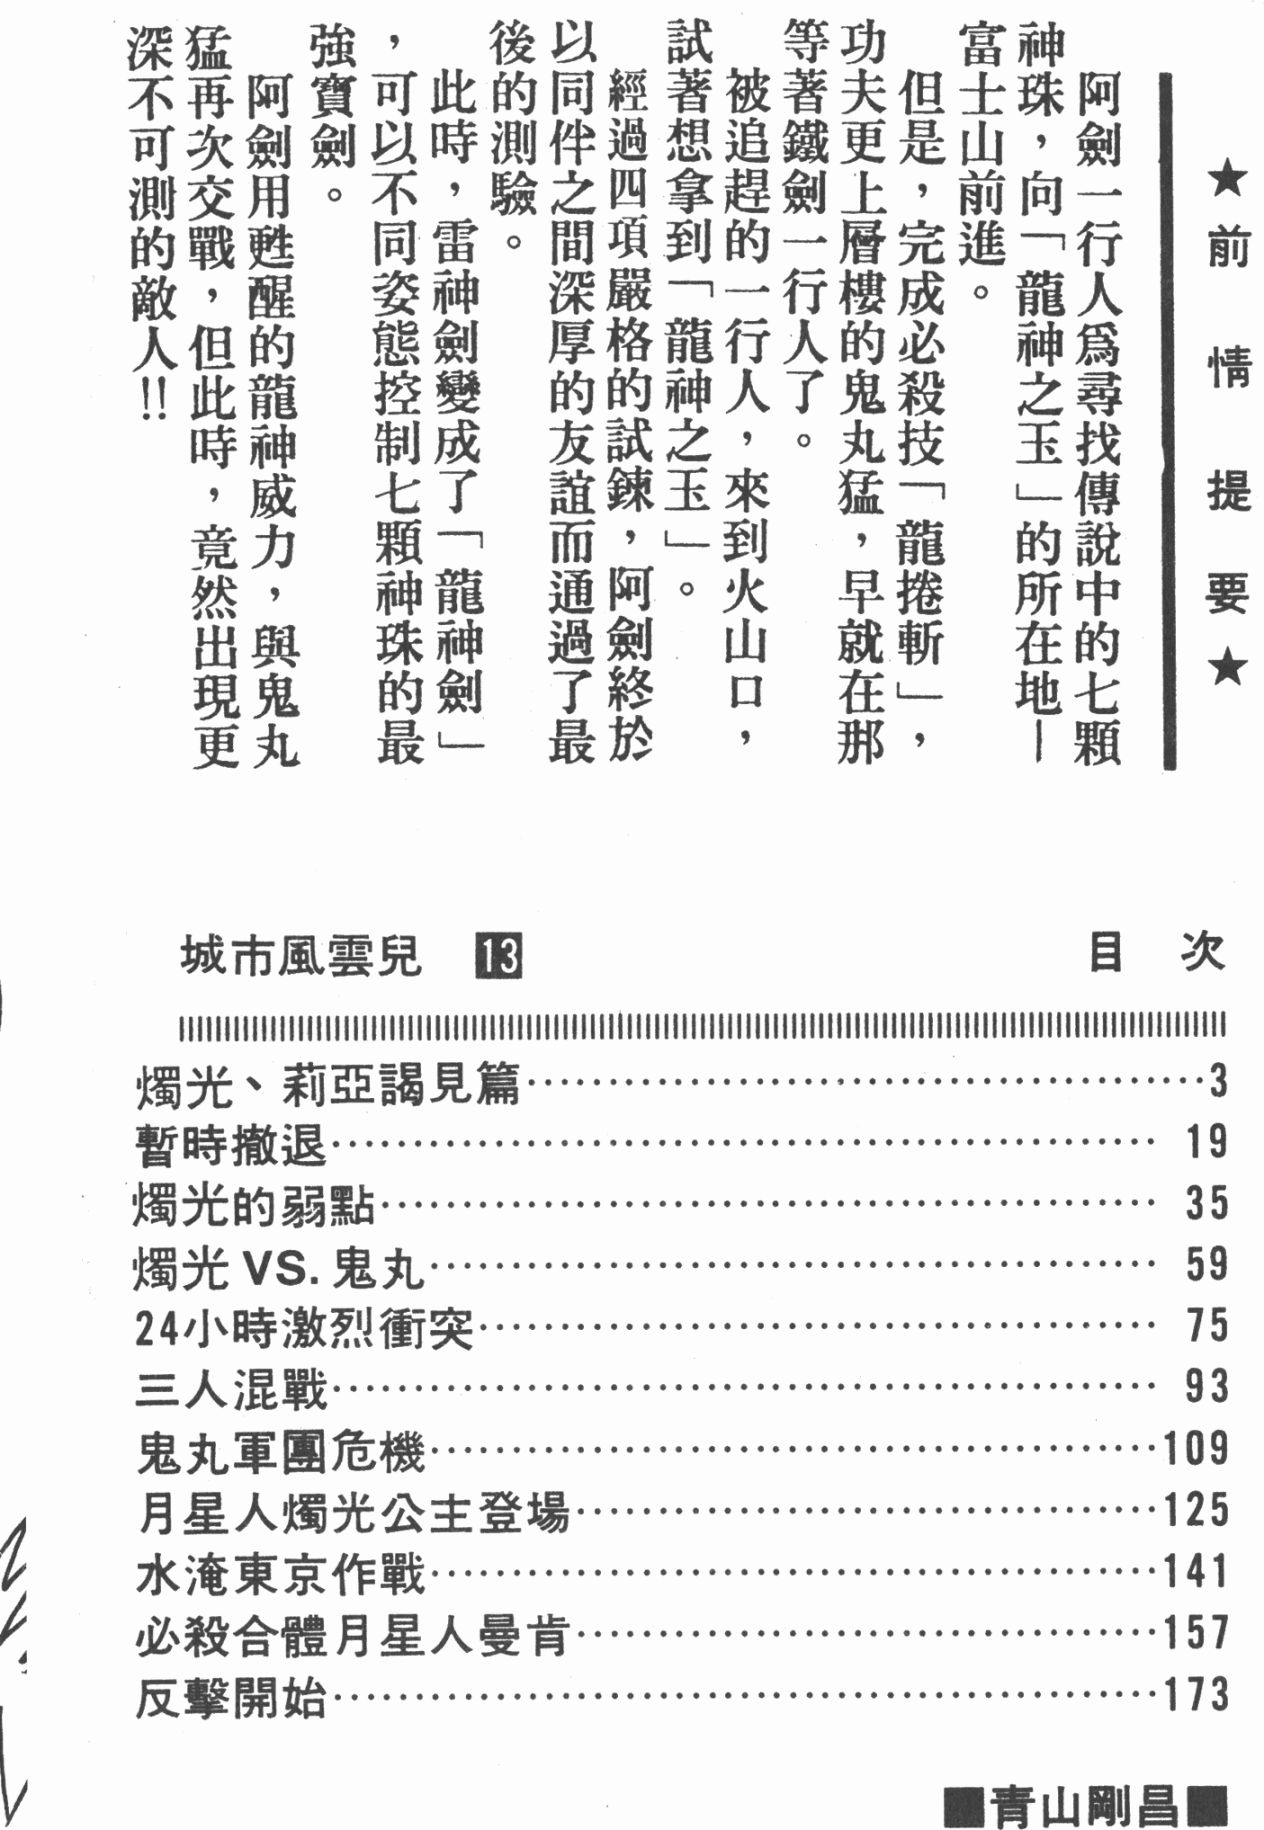 ★前情提要★
阿劍一行人爲尋找傳說中的七顆
神珠，向「龍神之玉」的所在地—
富士山前進。
但是，完成必殺技「龍捲斬」，
功夫更上層樓的鬼丸猛，早就在那
等著鐵劍一行人了。
被追趕的一行人，來到火山口，
試著想拿到「龍神之玉」。
經過四項嚴格的試鍊，阿劍終於
以同伴之間深厚的友誼而通過了最
後的測驗。
此時，雷神劍變成了「龍神劍」
，可以不同姿態控制七顆神珠的最
強寶劍。
阿劍用甦醒的龍神威力，與鬼丸
猛再次交戰，但此時，竟然出現更
深不可測的敵人!!
城市風雲兒 13 目次
燭光、莉亞謁見篇……3
暫時撤退……19
燭光的弱點……35
燭光 VS. 鬼丸……59
24小時激烈衝突……75
三人混戰……93
鬼丸軍團危機……109
月星人燭光公主登場……125
水淹東京作戰……141
必殺合體月星人曼肯……157
反擊開始……173
■青山剛昌■